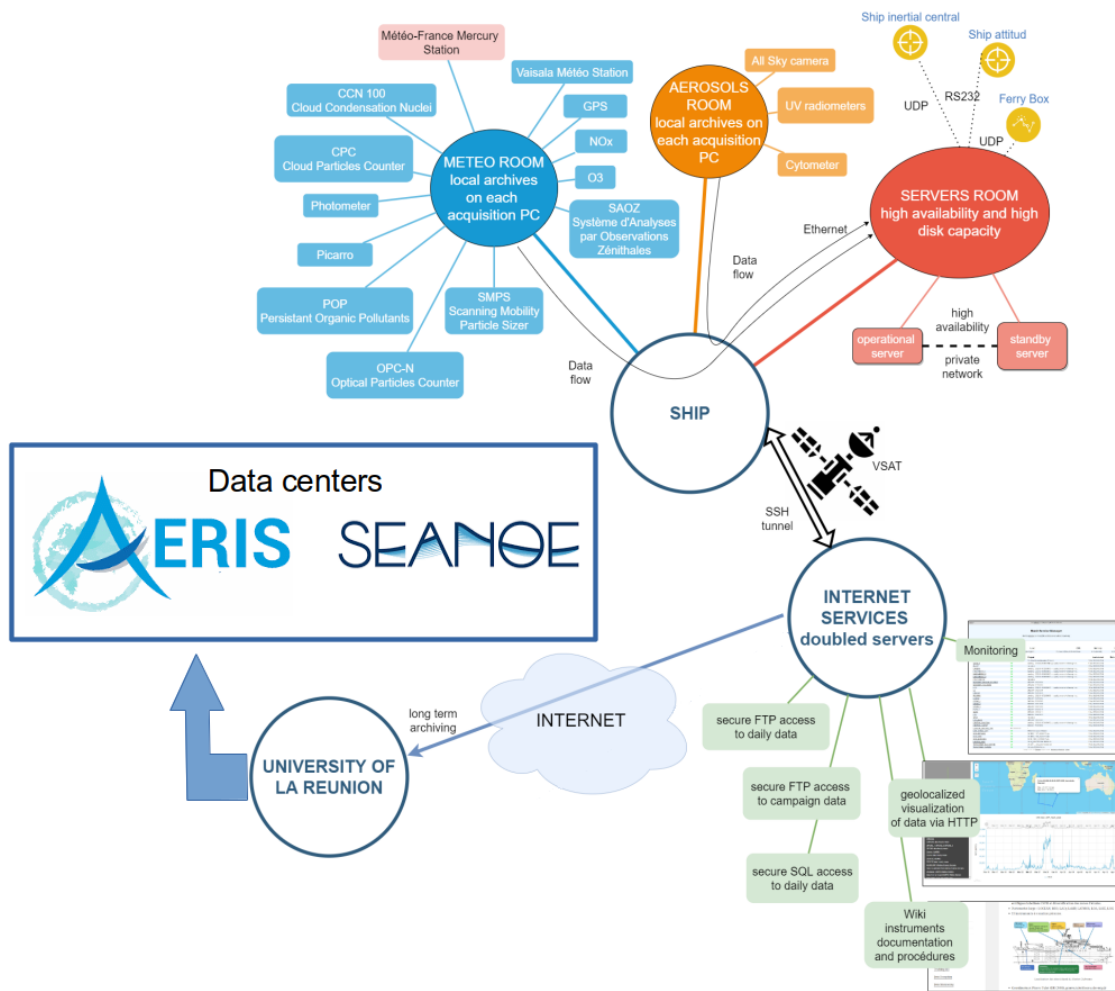 Ship inertial central
Ship attitud
Météo-France Mercury
Station
Vaisala Météo Station
All Sky camera
CCN 100
Cloud Condensation Nuclei
GPS
AEROSOLS
ROOM
local archives on
each acquisition
PC
UV radiometers
UDP
RS232
Ferry Box
UDP
CPC
Cloud Particles Counter
NOx
METEO ROOM
local archives
on each
acquisition PC
Cytometer
O3
SERVERS ROOM
high availability and high
disk capacity
Photometer
SAOZ
Système d'Analyses
par Observations
Zénithales
Ethernet
Picarro
Data
flow
POP
Persistant Organic Pollutants
SMPS
Scanning Mobility
Particle Sizer
operational
server
high
availability
private
network
standby
server
OPC-N
Optical Particles Counter
Data
flow
SHIP
VSAT
SSH
tunnel
Data centers
AERIS
SEANOE
INTERNET
SERVICES
doubled servers
Monitoring
long term
archiving
INTERNET
secure FTP access
to daily data
UNIVERSITY OF
LA REUNION
secure FTP access
to campaign data
geolocalized
visualization
of data via HTTP
secure SQL access
to daily data
Wiki
instruments
documentation
and procédures